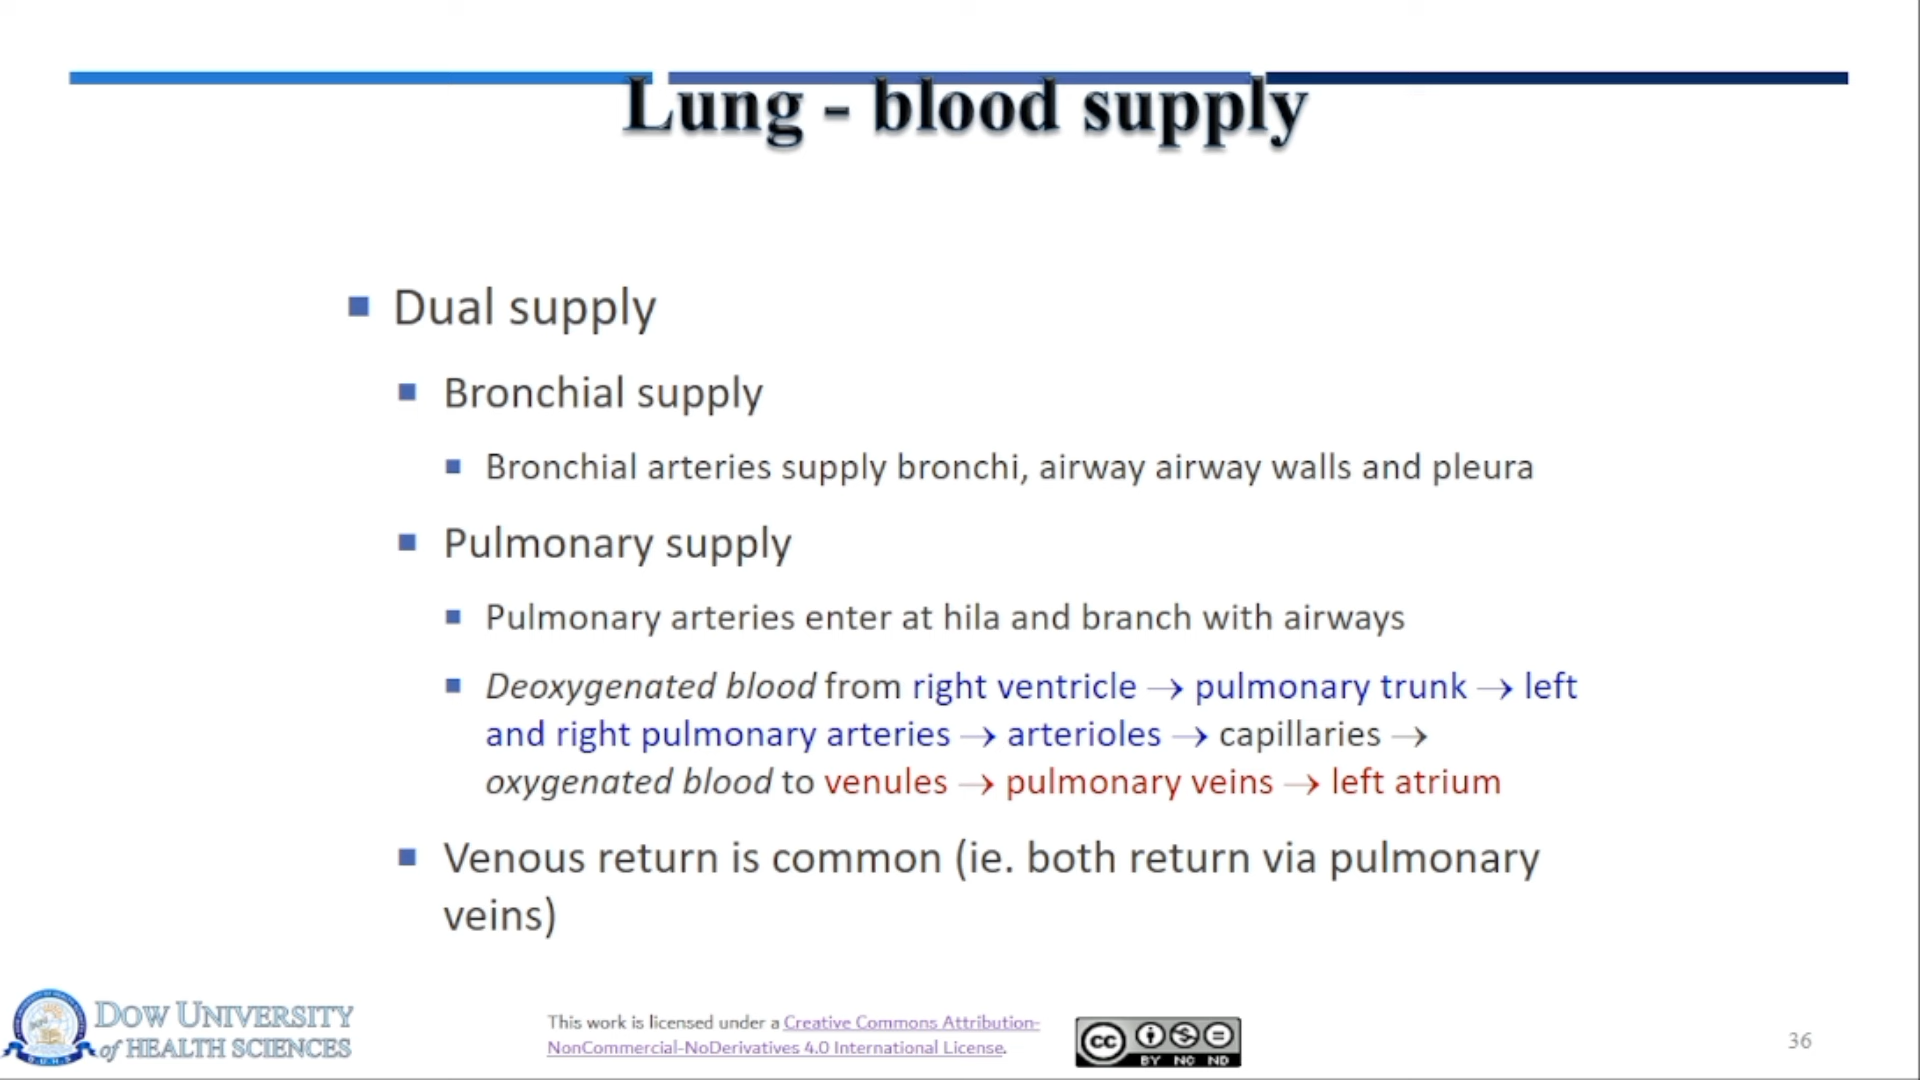 Lung - blood supply
Dual supply
Bronchial supply
Bronchial arteries supply bronchi, airway airway walls and pleura
Pulmonary supply
Pulmonary arteries enter at hila and branch with airways
Deoxygenated blood from right ventricle → pulmonary trunk → left
and right pulmonary arteries → arterioles → capillaries →
oxygenated blood to venules → pulmonary veins → left atrium
Venous return is common (ie. both return via pulmonary
veins)
DOW UNIVERSITY
of HEALTH SCIENCES
This work is licensed under a Creative Commons Attribution-
NonCommercial-NoDerivatives 4.0 International License.
cc
BY NC ND
36